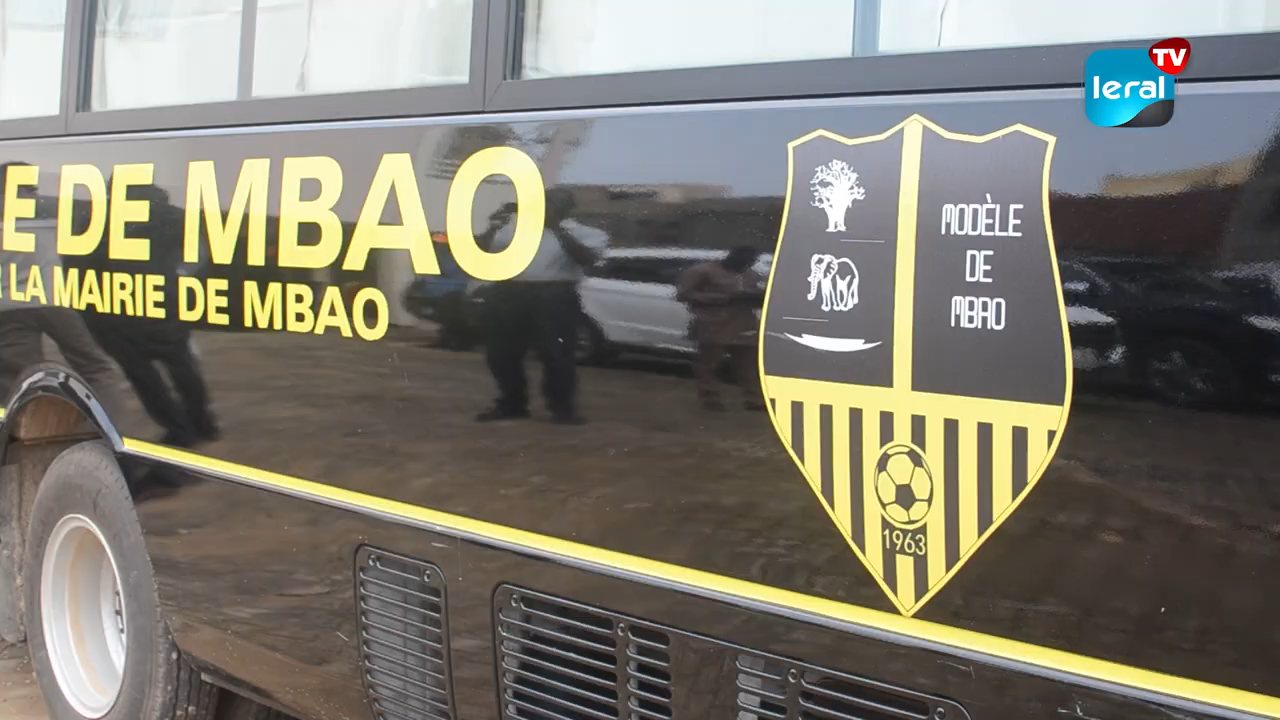 E DE MBAO
LA MAIRIE DE MBAO
MODÈLE
DE
MBAO
1963
leral
TV